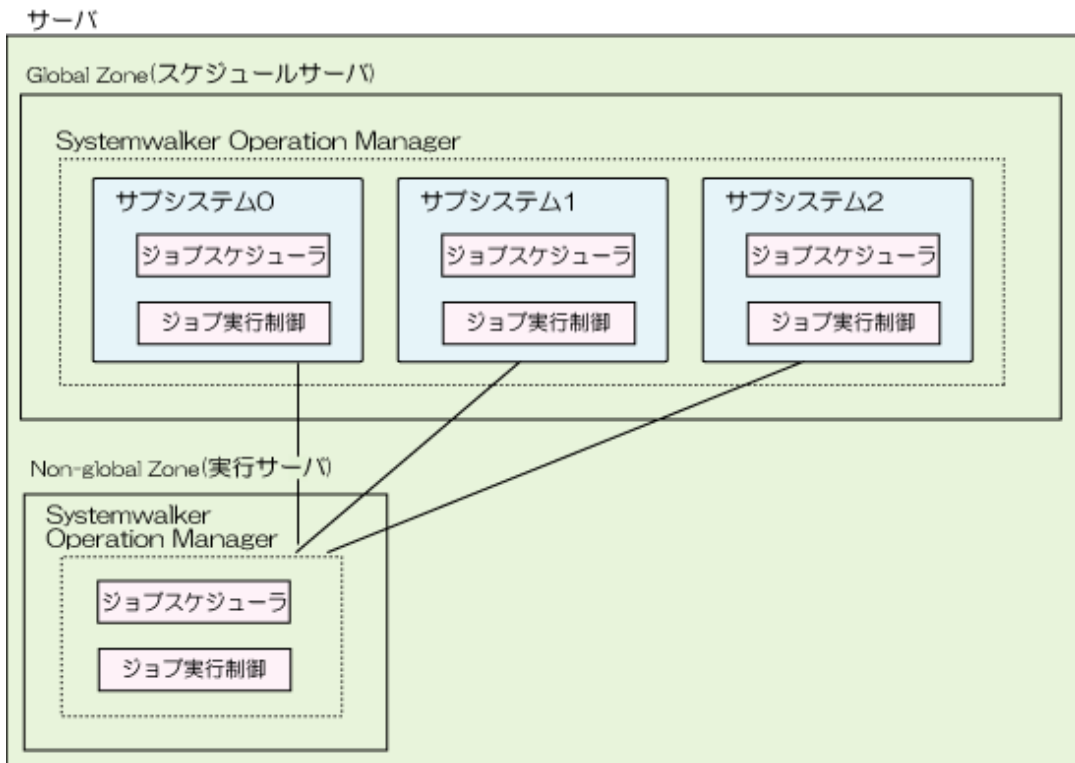 サーバ
Global Zone(スケジュールサーバ)
Systemwalker Operation Manager
サブシステム0
サブシステム1
サブシステム2
ジョブスケジューラ
ジョブスケジューラ
ジョブスケジューラ
ジョブ実行制御
ジョブ実行制御
ジョブ実行制御
Non-global Zone(実行サーバ)
Systemwalker
Operation Manager
ジョブスケジューラ
ジョブ実行制御